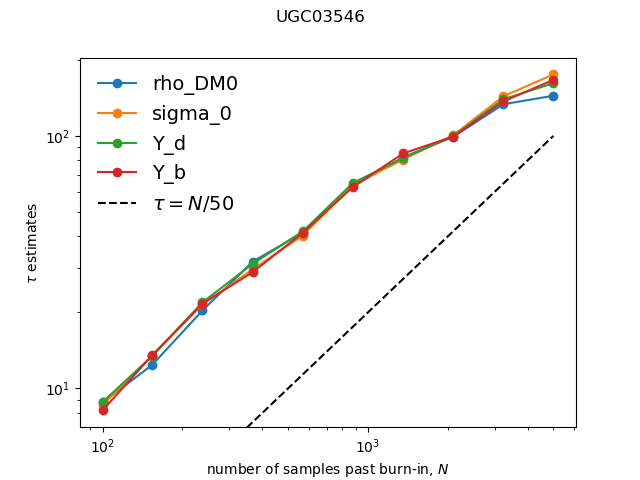 UGC03546
rho_DM0
sigma_0
Y_d
Y_b
τ = N/50
10²
10¹
τ estimates
10² 10³
number of samples past burn-in, N